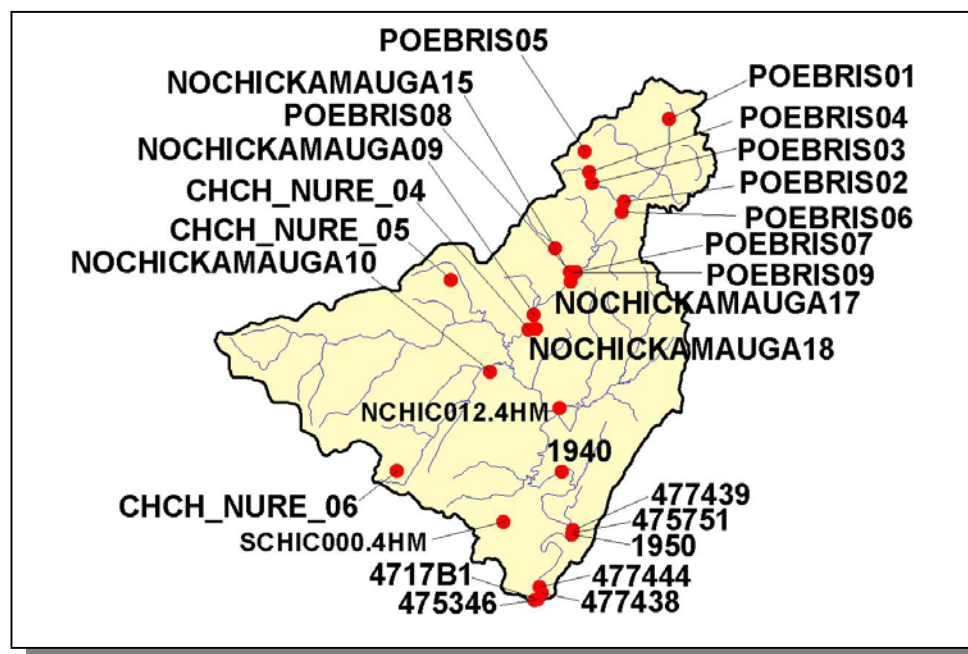 POEBRIS05
NOCHICKAMAUGA15
POEBRIS01
POEBRIS08
POEBRIS04
NOCHICKAMAUGA09
POEBRIS03
CHCH_NURE_04
POEBRIS02
CHCH_NURE_05
POEBRIS06
NOCHICKAMAUGA10
POEBRIS07
POEBRIS09
NOCHICKAMAUGA17
NOCHICKAMAUGA18
NCHIC012.4HM
1940
CHCH_NURE_06
477439
475751
SCHIC000.4HM
1950
4717B1
477444
475346
477438